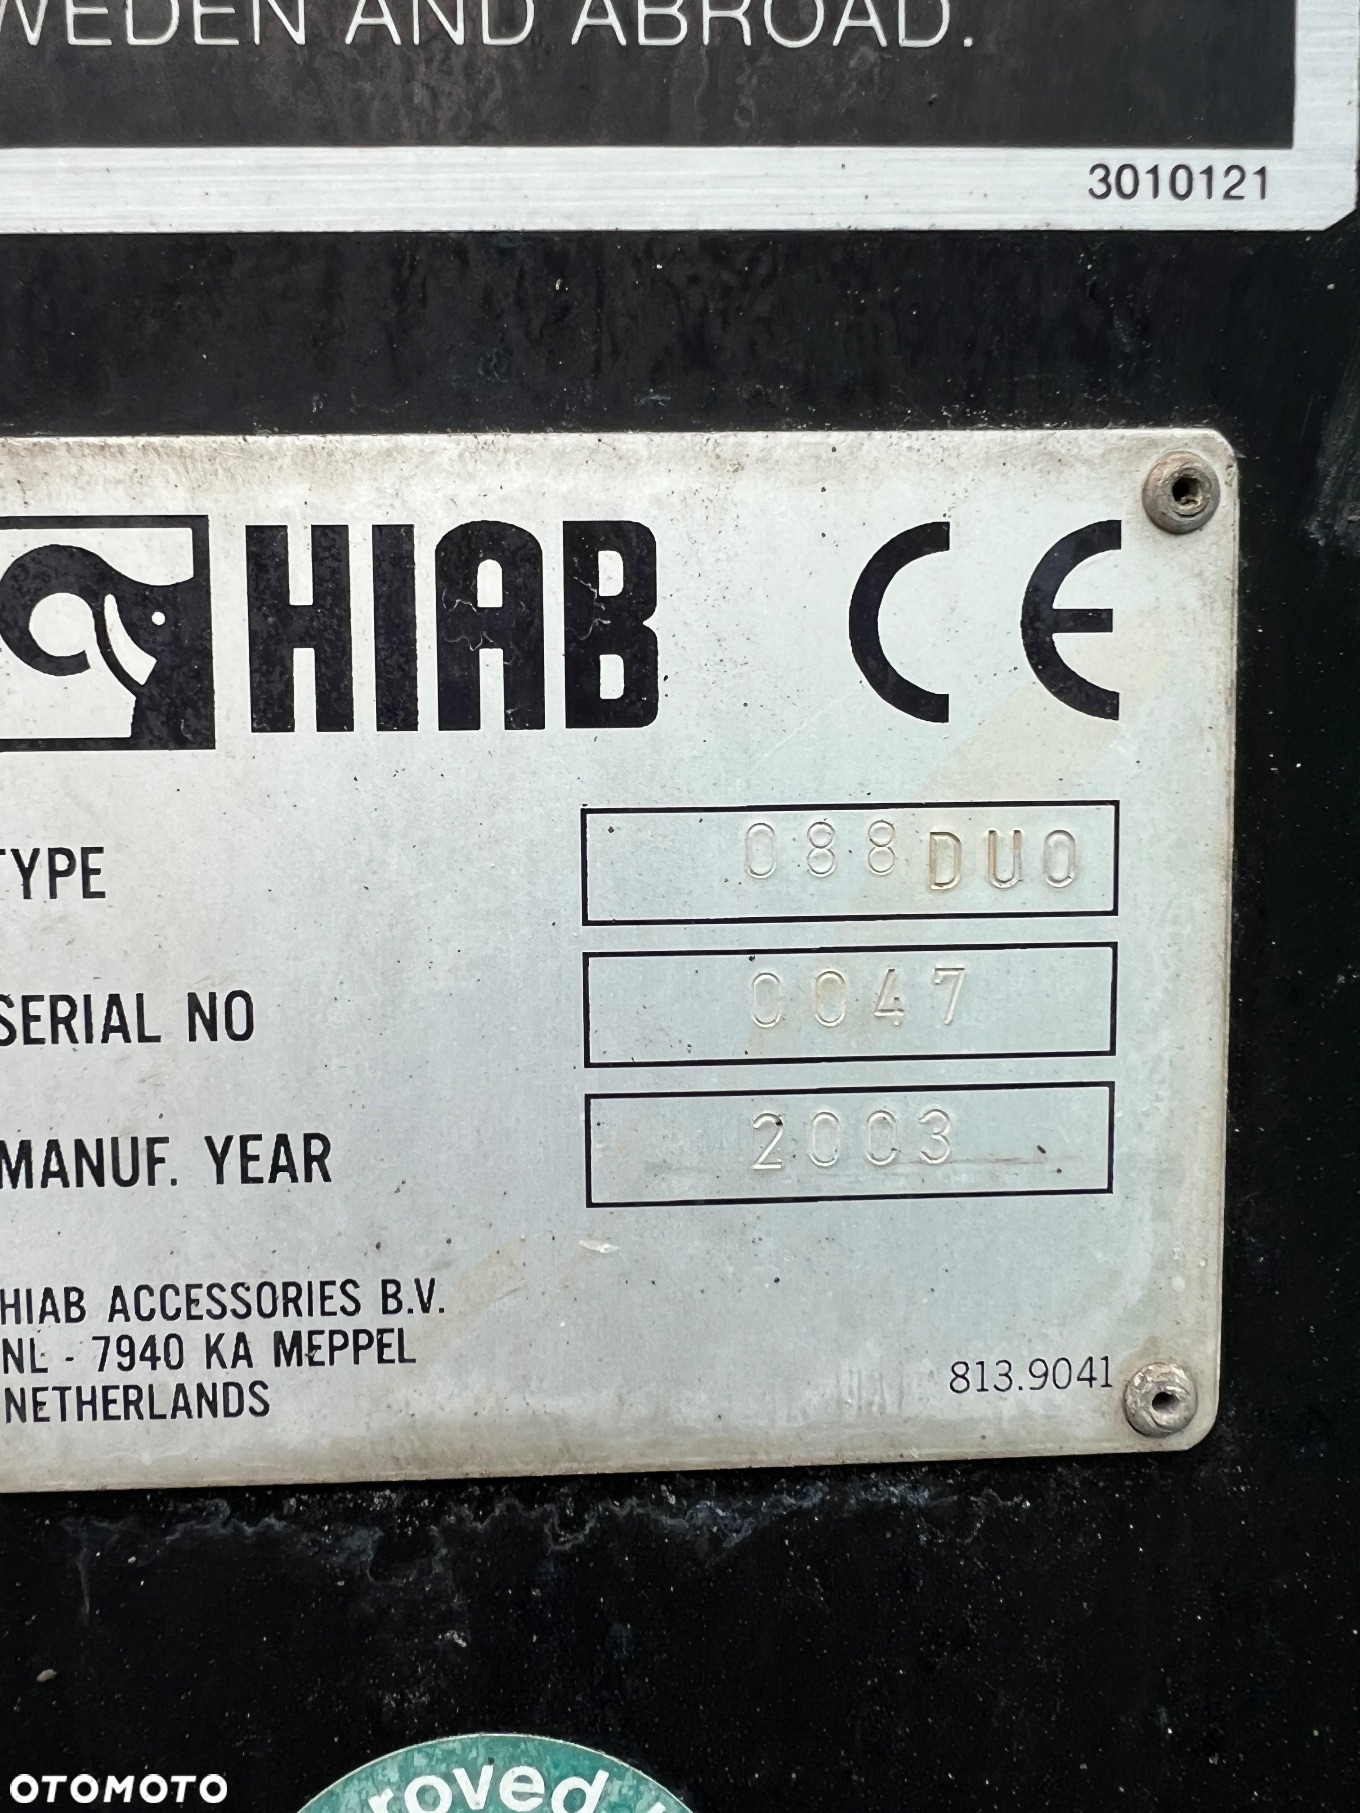 WEDEN AND ABROAD.
3010121
HIAB CE
TYPE 088DUO
SERIAL NO 0047
MANUF. YEAR 2003
HIAB ACCESSORIES B.V.
NL - 7940 KA MEPPEL
NETHERLANDS
813.9041
roved
OTOMOTO